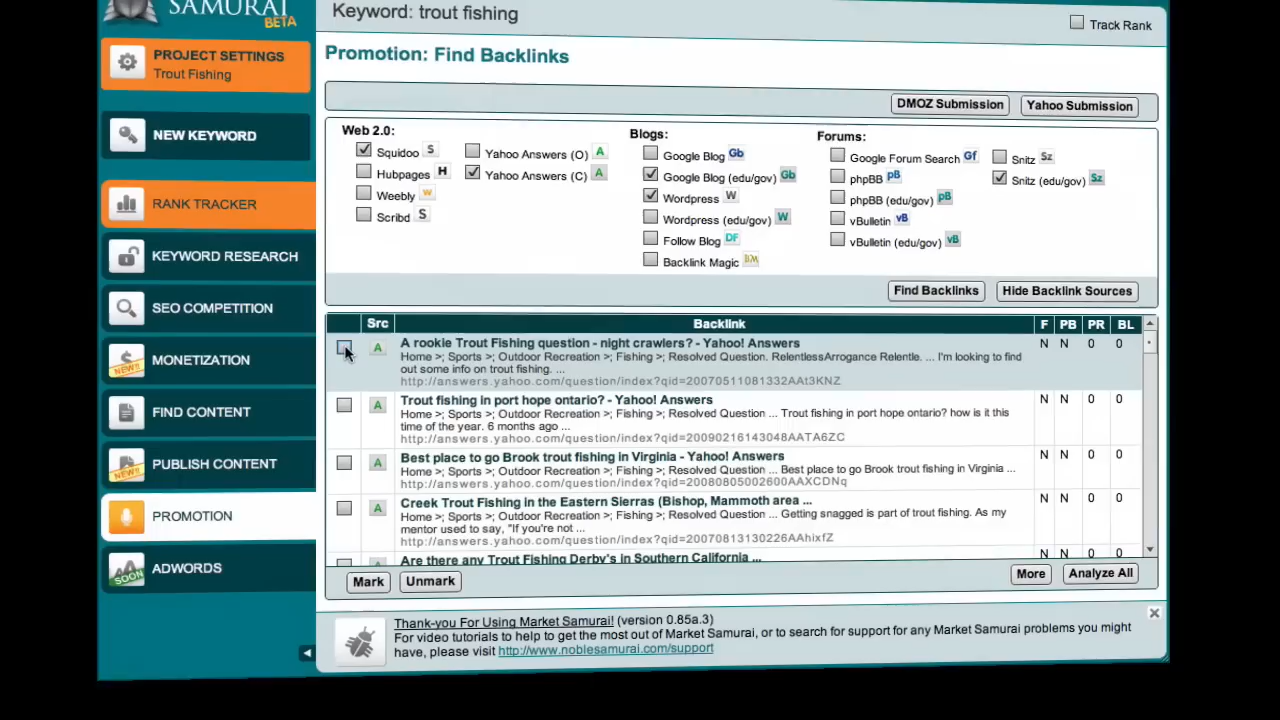 SAMURAI
BETA
Keyword: trout fishing
Track Rank
PROJECT SETTINGS
Trout Fishing
NEW KEYWORD
RANK TRACKER
KEYWORD RESEARCH
SEO COMPETITION
MONETIZATION
NEW!!
FIND CONTENT
PUBLISH CONTENT
NEW!!
PROMOTION
ADWORDS
SOON
Promotion: Find Backlinks
DMOZ Submission
Yahoo Submission
Web 2.0:
Squidoo S
Hubpages H
Weebly w
Scribd S
Yahoo Answers (O) A
Yahoo Answers (C) A
Blogs:
Google Blog Gb
Google Blog (edu/gov) Gb
Wordpress W
Wordpress (edu/gov) W
Follow Blog DF
Backlink Magic BM
Forums:
Google Forum Search Gf
phpBB pB
phpBB (edu/gov) pB
vBulletin vB
vBulletin (edu/gov) vB
Snitz Sz
Snitz (edu/gov) Sz
Find Backlinks
Hide Backlink Sources
Src Backlink F PB PR BL
A rookie Trout Fishing question - night crawlers? - Yahoo! Answers
A Home >; Sports >; Outdoor Recreation >; Fishing >; Resolved Question. RelentlessArrogance Relentle. ... I'm looking to find
out some info on trout fishing. ...
http://answers.yahoo.com/question/index?qid=20070511081332AAt3KNZ
N N 0 0
Trout fishing in port hope ontario? - Yahoo! Answers
A Home >; Sports >; Outdoor Recreation >; Fishing >; Resolved Question ... Trout fishing in port hope ontario? how is it this
time of the year. 6 months ago ...
http://answers.yahoo.com/question/index?qid=20090216143048AATA6ZC
N N 0 0
Best place to go Brook trout fishing in Virginia - Yahoo! Answers
A Home >; Sports >; Outdoor Recreation >; Fishing >; Resolved Question ... Best place to go Brook trout fishing in Virginia ...
http://answers.yahoo.com/question/index?qid=20080805002600AAXCDNq
N N 0 0
Creek Trout Fishing in the Eastern Sierras (Bishop, Mammoth area ...
A Home >; Sports >; Outdoor Recreation >; Fishing >; Resolved Question ... Getting snagged is part of trout fishing. As my
mentor used to say, "If you're not ...
http://answers.yahoo.com/question/index?qid=20070813130226AAhixfZ
N N 0 0
Are there any Trout Fishing Derby's in Southern California ...
N N 0 0
Mark
Unmark
More
Analyze All
Thank-you For Using Market Samurai! (version 0.85a.3)
For video tutorials to help to get the most out of Market Samurai, or to search for support for any Market Samurai problems you might
have, please visit http://www.noblesamurai.com/support